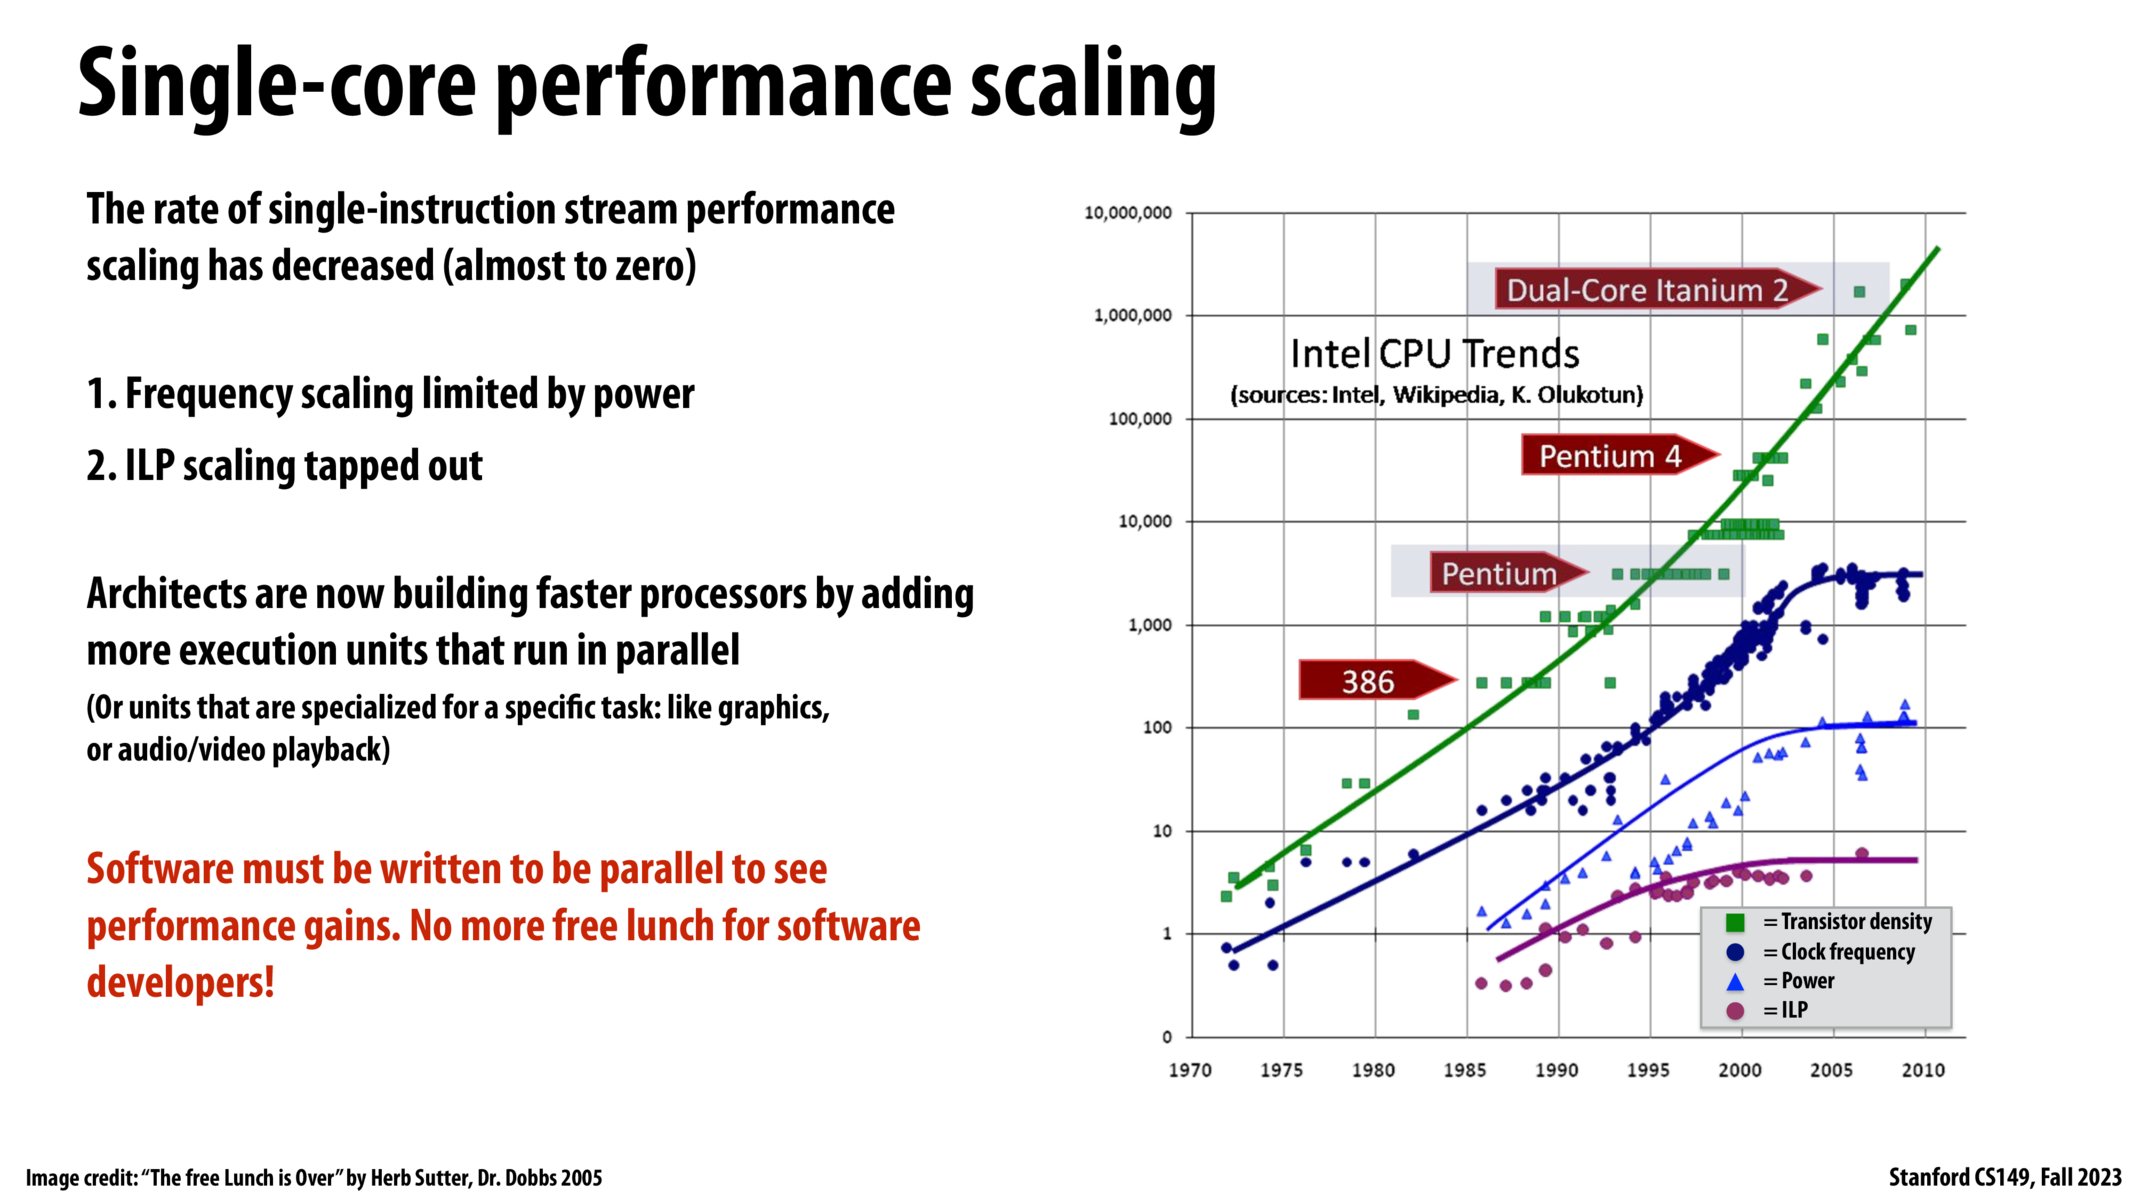 Single-core performance scaling
The rate of single-instruction stream performance
scaling has decreased (almost to zero)
1. Frequency scaling limited by power
2. ILP scaling tapped out
Architects are now building faster processors by adding
more execution units that run in parallel
(Or units that are specialized for a specific task: like graphics,
or audio/video playback)
Software must be written to be parallel to see
performance gains. No more free lunch for software
developers!
10,000,000
1,000,000
100,000
10,000
1,000
100
10
1
0
Dual-Core Itanium 2
Intel CPU Trends
(sources: Intel, Wikipedia, K. Olukotun)
Pentium 4
Pentium
386
= Transistor density
= Clock frequency
= Power
= ILP
1970 1975 1980 1985 1990 1995 2000 2005 2010
Image credit: “The free Lunch is Over” by Herb Sutter, Dr. Dobbs 2005
Stanford CS149, Fall 2023